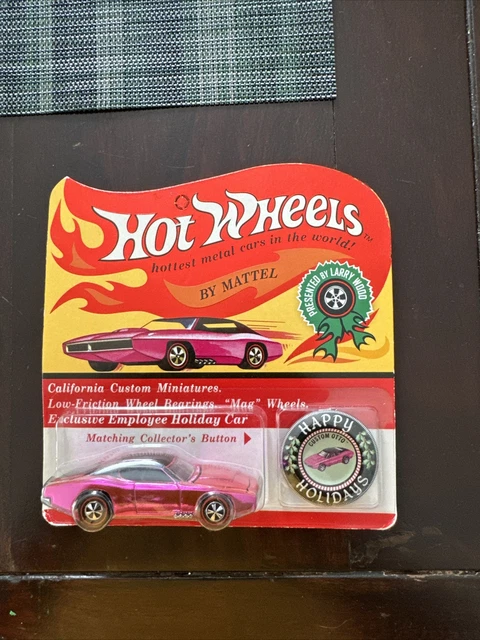 HOT WHEELS™
hottest metal cars in the world!
BY MATTEL
PRESENTED BY LARRY WOOD
California Custom Miniatures.
Low-Friction Wheel Bearings. "Mag" Wheels.
Exclusive Employee Holiday Car
Matching Collector's Button
HAPPY
CUSTOM OTTO
HOLIDAYS